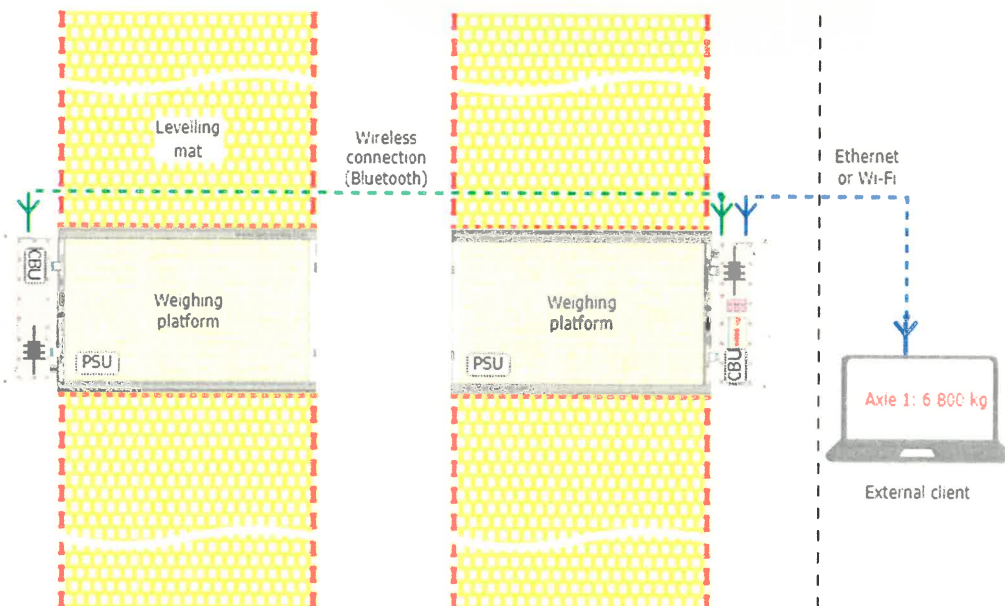 Levelling
mat
Wireless
connection
(Bluetooth)
Ethernet
or Wi-Fi
CBU
Weighing
platform
PSU
Weighing
platform
PSU
CBU
Axle 1: 6 800 kg
External client